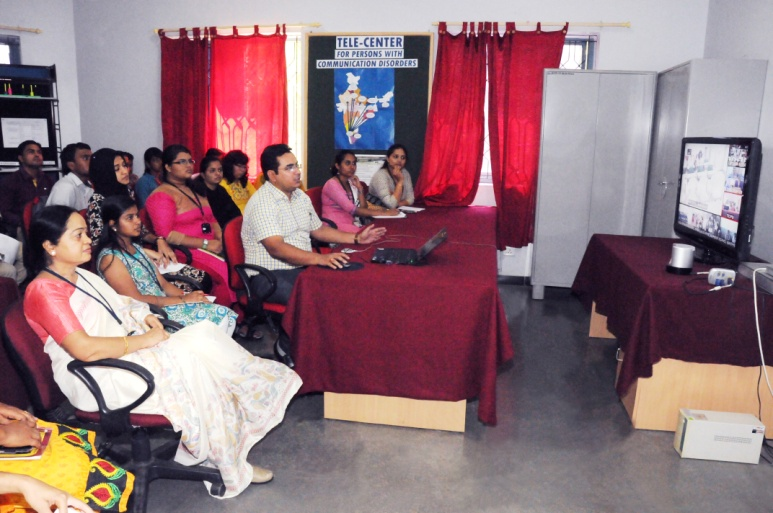 TELE-CENTER
FOR PERSONS WITH
COMMUNICATION DISORDERS